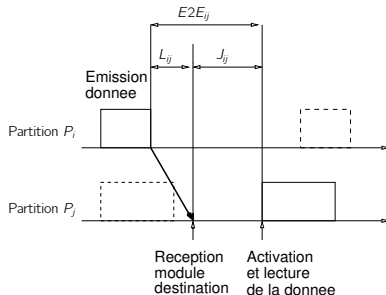 E2E_ij
L_ij J_ij
Emission
donnee
Partition P_i
Partition P_j
Reception
module
destination
Activation
et lecture
de la donnee